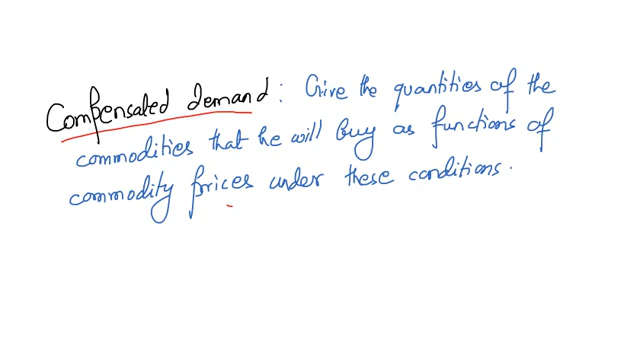 Compensated demand : Give the quantities of the
commodities that he will buy as functions of
commodity prices under these conditions.